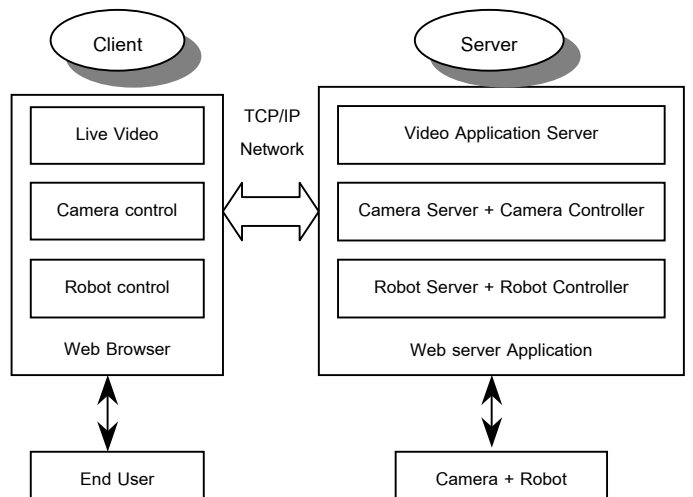 Client
Server
TCP/IP
Network
Live Video
Camera control
Robot control
Web Browser
Video Application Server
Camera Server + Camera Controller
Robot Server + Robot Controller
Web server Application
End User
Camera + Robot